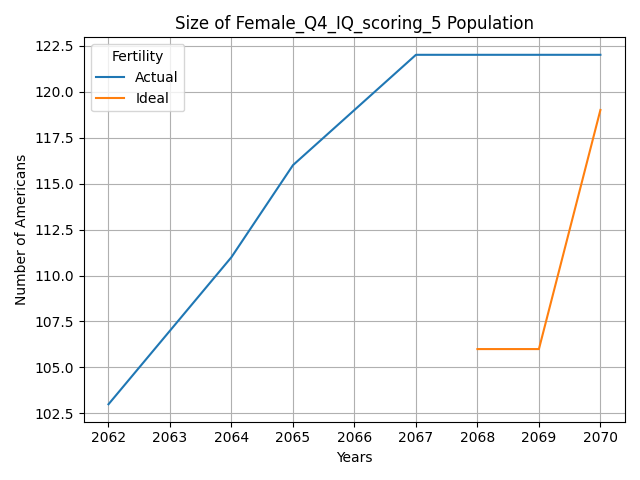 Size of Female_Q4_IQ_scoring_5 Population
Fertility
Actual
Ideal
Number of Americans
122.5
120.0
117.5
115.0
112.5
110.0
107.5
105.0
102.5
2062 2063 2064 2065 2066 2067 2068 2069 2070
Years